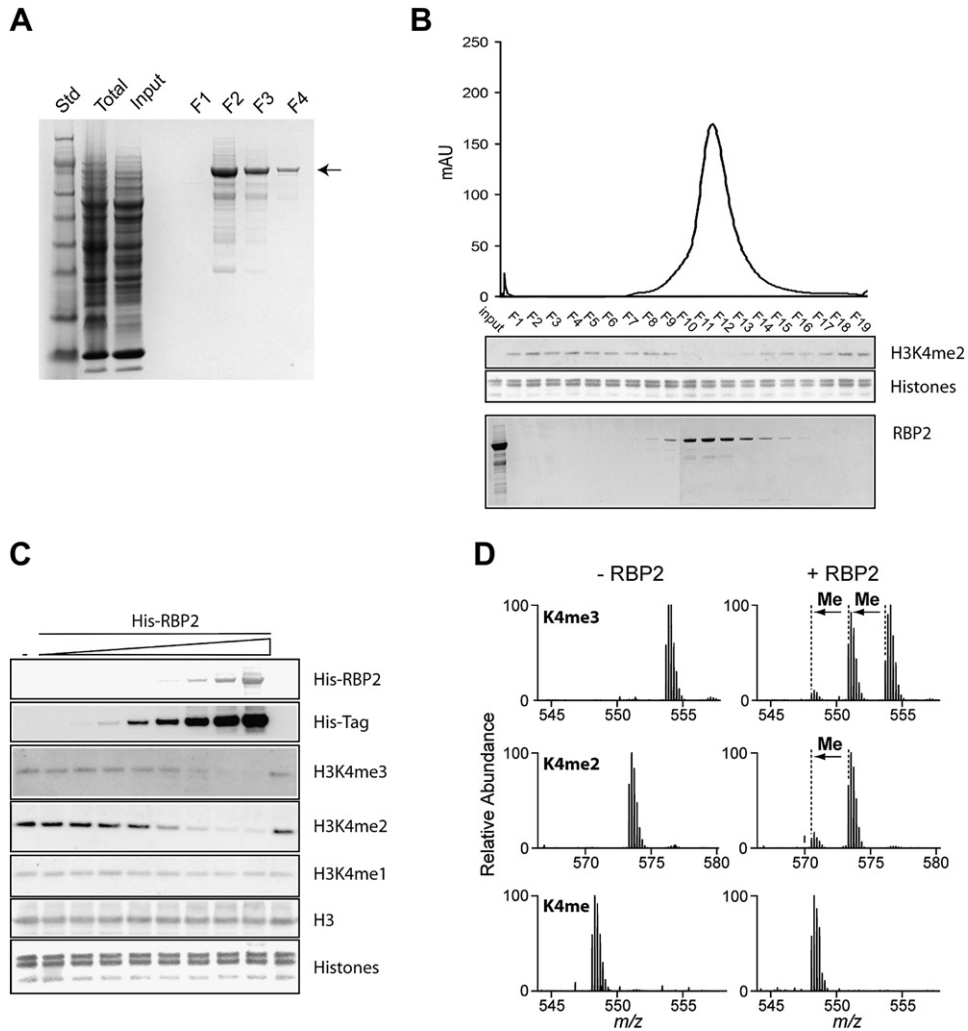 A
Std Total Input F1 F2 F3 F4
B
250
200
150
100
50
0
mAU
input F1 F2 F3 F4 F5 F6 F7 F8 F9 F10 F11 F12 F13 F14 F15 F16 F17 F18 F19
H3K4me2
Histones
RBP2
C
His-RBP2
-
His-RBP2
His-Tag
H3K4me3
H3K4me2
H3K4me1
H3
Histones
D
- RBP2 + RBP2
Relative Abundance
100 K4me3 100 Me Me
0 0
545 550 555 545 550 555
100 K4me2 100 Me
0 0
570 575 580 570 575 580
100 K4me 100
0 0
545 550 555 545 550 555
m/z m/z